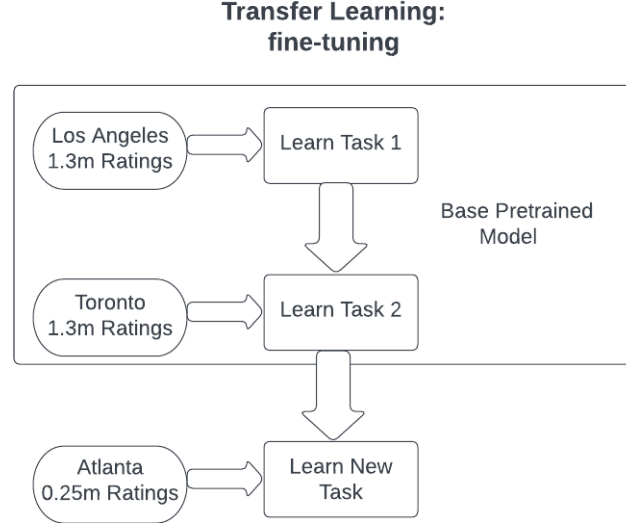 Transfer Learning:
fine-tuning
Los Angeles
1.3m Ratings
Learn Task 1
Base Pretrained
Model
Toronto
1.3m Ratings
Learn Task 2
Atlanta
0.25m Ratings
Learn New
Task